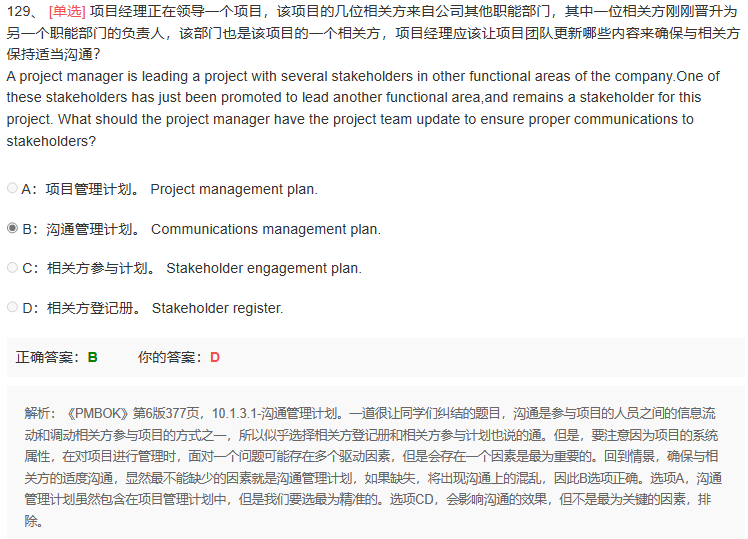 129、 [单选] 项目经理正在领导一个项目，该项目的几位相关方来自公司其他职能部门，其中一位相关方刚刚晋升为
另一个职能部门的负责人，该部门也是该项目的一个相关方，项目经理应该让项目团队更新哪些内容来确保与相关方
保持适当沟通？
A project manager is leading a project with several stakeholders in other functional areas of the company.One of
these stakeholders has just been promoted to lead another functional area,and remains a stakeholder for this
project. What should the project manager have the project team update to ensure proper communications to
stakeholders?
A：项目管理计划。 Project management plan.
B：沟通管理计划。 Communications management plan.
C：相关方参与计划。 Stakeholder engagement plan.
D：相关方登记册。 Stakeholder register.
正确答案：B 你的答案：D
解析：《PMBOK》第6版377页，10.1.3.1-沟通管理计划。一道很让同学们纠结的题目，沟通是参与项目的人员之间的信息流
动和调动相关方参与项目的方式之一，所以似乎选择相关方登记册和相关方参与计划也说的通。但是，要注意因为项目的系统
属性，在对项目进行管理时，面对一个问题可能存在多个驱动因素，但是会存在一个因素是最为重要的。回到情景，确保与相
关方的适度沟通，显然最不能缺少的因素就是沟通管理计划，如果缺失，将出现沟通上的混乱，因此B选项正确。选项A，沟通
管理计划虽然包含在项目管理计划中，但是我们要选最为精准的。选项CD，会影响沟通的效果，但不是最为关键的因素，排
除。